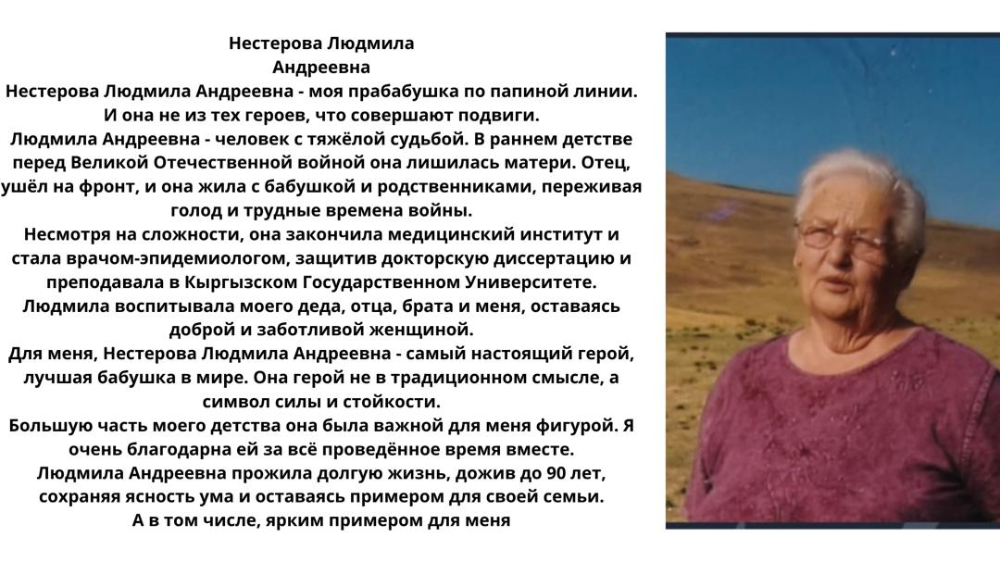 Нестерова Людмила
Андреевна
Нестерова Людмила Андреевна - моя прабабушка по папиной линии.
И она не из тех героев, что совершают подвиги.
Людмила Андреевна - человек с тяжёлой судьбой. В раннем детстве
перед Великой Отечественной войной она лишилась матери. Отец,
ушёл на фронт, и она жила с бабушкой и родственниками, переживая
голод и трудные времена войны.
Несмотря на сложности, она закончила медицинский институт и
стала врачом-эпидемиологом, защитив докторскую диссертацию и
преподавала в Кыргызском Государственном Университете.
Людмила воспитывала моего деда, отца, брата и меня, оставаясь
доброй и заботливой женщиной.
Для меня, Нестерова Людмила Андреевна - самый настоящий герой,
лучшая бабушка в мире. Она герой не в традиционном смысле, а
символ силы и стойкости.
Большую часть моего детства она была важной для меня фигурой. Я
очень благодарна ей за всё проведённое время вместе.
Людмила Андреевна прожила долгую жизнь, дожив до 90 лет,
сохраняя ясность ума и оставаясь примером для своей семьи.
А в том числе, ярким примером для меня